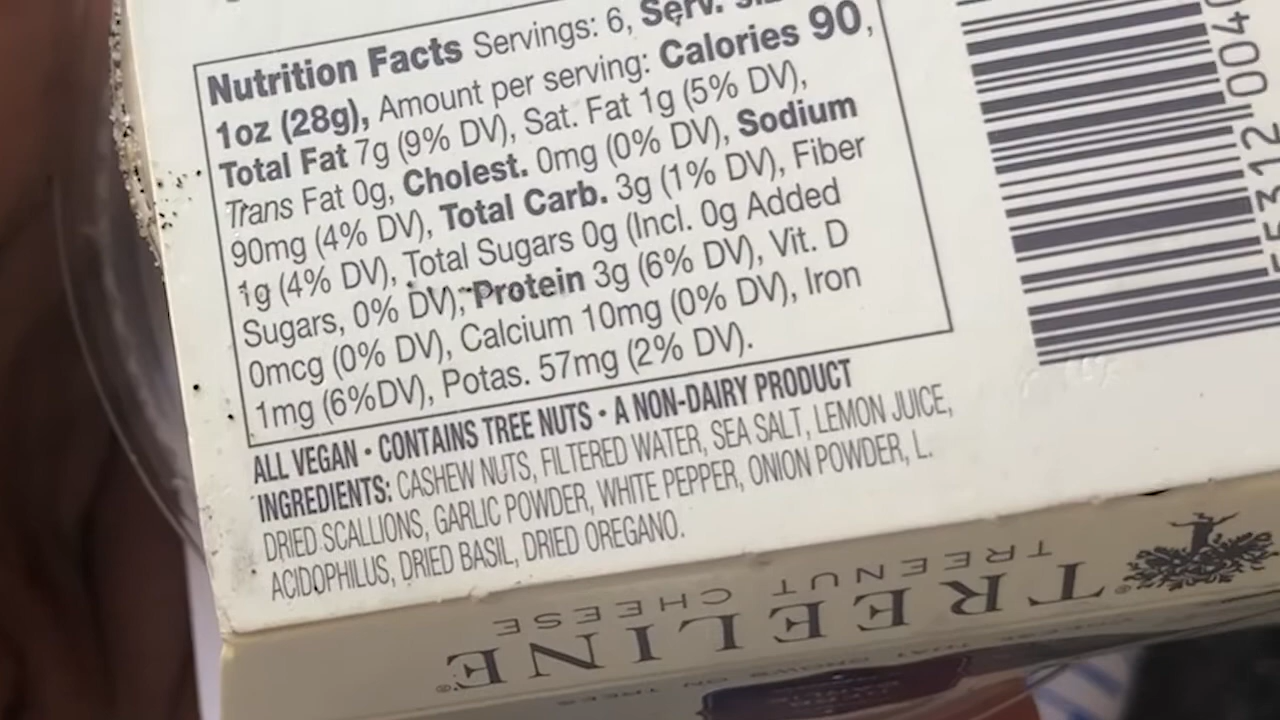 Nutrition Facts Servings: 6, Serv.
1oz (28g), Amount per serving: Calories 90,
Total Fat 7g (9% DV), Sat. Fat 1g (5% DV),
Trans Fat 0g, Cholest. 0mg (0% DV), Sodium
90mg (4% DV), Total Carb. 3g (1% DV), Fiber
1g (4% DV), Total Sugars 0g (Incl. 0g Added
Sugars, 0% DV), Protein 3g (6% DV), Vit. D
0mcg (0% DV), Calcium 10mg (0% DV), Iron
1mg (6%DV), Potas. 57mg (2% DV).
ALL VEGAN • CONTAINS TREE NUTS • A NON-DAIRY PRODUCT
INGREDIENTS: CASHEW NUTS, FILTERED WATER, SEA SALT, LEMON JUICE,
DRIED SCALLIONS, GARLIC POWDER, WHITE PEPPER, ONION POWDER, L.
ACIDOPHILUS, DRIED BASIL, DRIED OREGANO.
TREELINE®
TREENUT CHEESE